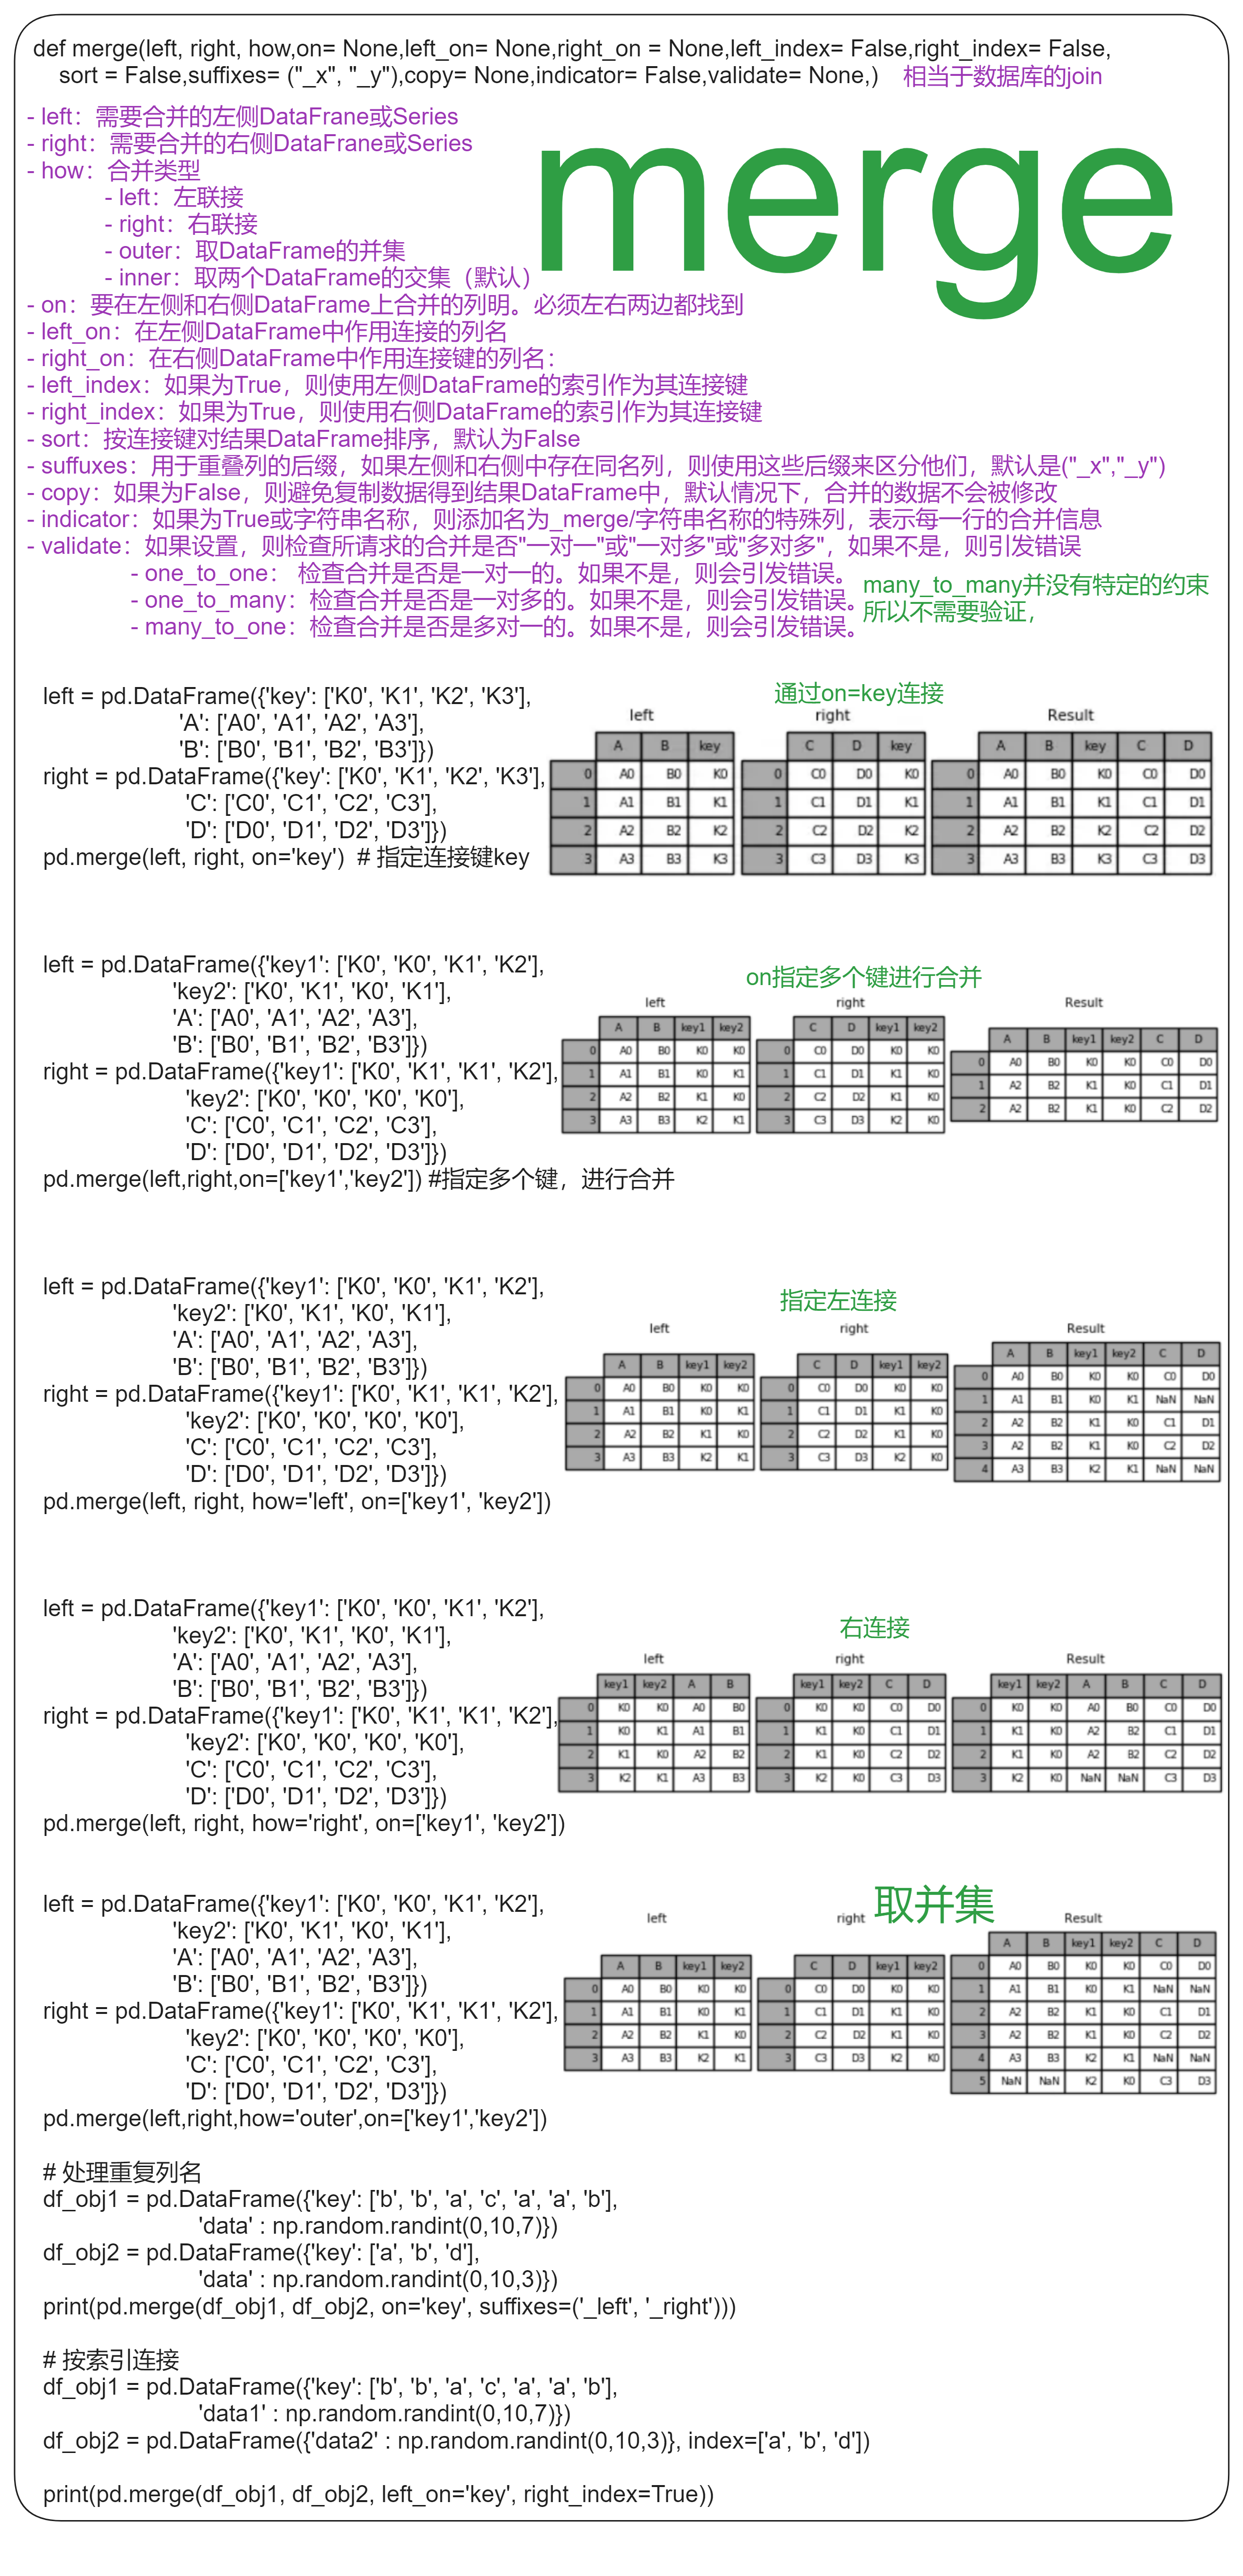 def merge(left, right, how,on= None,left_on= None,right_on = None,left_index= False,right_index= False,
sort = False,suffixes= ("_x", "_y"),copy= None,indicator= False,validate= None,) 相当于数据库的join
merge
- left：需要合并的左侧DataFrane或Series
- right：需要合并的右侧DataFrane或Series
- how：合并类型
- left：左联接
- right：右联接
- outer：取DataFrame的并集
- inner：取两个DataFrame的交集（默认）
- on：要在左侧和右侧DataFrame上合并的列明。必须左右两边都找到
- left_on：在左侧DataFrame中作用连接的列名
- right_on：在右侧DataFrame中作用连接键的列名：
- left_index：如果为True，则使用左侧DataFrame的索引作为其连接键
- right_index：如果为True，则使用右侧DataFrame的索引作为其连接键
- sort：按连接键对结果DataFrame排序，默认为False
- suffuxes：用于重叠列的后缀，如果左侧和右侧中存在同名列，则使用这些后缀来区分他们，默认是("_x","_y")
- copy：如果为False，则避免复制数据得到结果DataFrame中，默认情况下，合并的数据不会被修改
- indicator：如果为True或字符串名称，则添加名为_merge/字符串名称的特殊列，表示每一行的合并信息
- validate：如果设置，则检查所请求的合并是否"一对一"或"一对多"或"多对多"，如果不是，则引发错误
- one_to_one： 检查合并是否是一对一的。如果不是，则会引发错误。
- one_to_many：检查合并是否是一对多的。如果不是，则会引发错误。
- many_to_one：检查合并是否是多对一的。如果不是，则会引发错误。
many_to_many并没有特定的约束
所以不需要验证，
left = pd.DataFrame({'key': ['K0', 'K1', 'K2', 'K3'],
'A': ['A0', 'A1', 'A2', 'A3'],
'B': ['B0', 'B1', 'B2', 'B3']})
right = pd.DataFrame({'key': ['K0', 'K1', 'K2', 'K3'],
'C': ['C0', 'C1', 'C2', 'C3'],
'D': ['D0', 'D1', 'D2', 'D3']})
pd.merge(left, right, on='key') # 指定连接键key
通过on=key连接
left right Result
A B key C D key A B key C D
0 A0 B0 K0 0 C0 D0 K0 0 A0 B0 K0 C0 D0
1 A1 B1 K1 1 C1 D1 K1 1 A1 B1 K1 C1 D1
2 A2 B2 K2 2 C2 D2 K2 2 A2 B2 K2 C2 D2
3 A3 B3 K3 3 C3 D3 K3 3 A3 B3 K3 C3 D3
left = pd.DataFrame({'key1': ['K0', 'K0', 'K1', 'K2'],
'key2': ['K0', 'K1', 'K0', 'K1'],
'A': ['A0', 'A1', 'A2', 'A3'],
'B': ['B0', 'B1', 'B2', 'B3']})
right = pd.DataFrame({'key1': ['K0', 'K1', 'K1', 'K2'],
'key2': ['K0', 'K0', 'K0', 'K0'],
'C': ['C0', 'C1', 'C2', 'C3'],
'D': ['D0', 'D1', 'D2', 'D3']})
pd.merge(left,right,on=['key1','key2']) #指定多个键，进行合并
on指定多个键进行合并
left right Result
A B key1 key2 C D key1 key2 A B key1 key2 C D
0 A0 B0 K0 K0 0 C0 D0 K0 K0 0 A0 B0 K0 K0 C0 D0
1 A1 B1 K0 K1 1 C1 D1 K1 K0 1 A2 B2 K1 K0 C1 D1
2 A2 B2 K1 K0 2 C2 D2 K1 K0 2 A2 B2 K1 K0 C2 D2
3 A3 B3 K2 K1 3 C3 D3 K2 K0
left = pd.DataFrame({'key1': ['K0', 'K0', 'K1', 'K2'],
'key2': ['K0', 'K1', 'K0', 'K1'],
'A': ['A0', 'A1', 'A2', 'A3'],
'B': ['B0', 'B1', 'B2', 'B3']})
right = pd.DataFrame({'key1': ['K0', 'K1', 'K1', 'K2'],
'key2': ['K0', 'K0', 'K0', 'K0'],
'C': ['C0', 'C1', 'C2', 'C3'],
'D': ['D0', 'D1', 'D2', 'D3']})
pd.merge(left, right, how='left', on=['key1', 'key2'])
指定左连接
left right Result
A B key1 key2 C D key1 key2 A B key1 key2 C D
0 A0 B0 K0 K0 0 C0 D0 K0 K0 0 A0 B0 K0 K0 C0 D0
1 A1 B1 K0 K1 1 C1 D1 K1 K0 1 A1 B1 K0 K1 NaN NaN
2 A2 B2 K1 K0 2 C2 D2 K1 K0 2 A2 B2 K1 K0 C1 D1
3 A3 B3 K2 K1 3 C3 D3 K2 K0 3 A2 B2 K1 K0 C2 D2
4 A3 B3 K2 K1 NaN NaN
left = pd.DataFrame({'key1': ['K0', 'K0', 'K1', 'K2'],
'key2': ['K0', 'K1', 'K0', 'K1'],
'A': ['A0', 'A1', 'A2', 'A3'],
'B': ['B0', 'B1', 'B2', 'B3']})
right = pd.DataFrame({'key1': ['K0', 'K1', 'K1', 'K2'],
'key2': ['K0', 'K0', 'K0', 'K0'],
'C': ['C0', 'C1', 'C2', 'C3'],
'D': ['D0', 'D1', 'D2', 'D3']})
pd.merge(left, right, how='right', on=['key1', 'key2'])
右连接
left right Result
key1 key2 A B key1 key2 C D key1 key2 A B C D
0 K0 K0 A0 B0 0 K0 K0 C0 D0 0 K0 K0 A0 B0 C0 D0
1 K0 K1 A1 B1 1 K1 K0 C1 D1 1 K1 K0 A2 B2 C1 D1
2 K1 K0 A2 B2 2 K1 K0 C2 D2 2 K1 K0 A2 B2 C2 D2
3 K2 K1 A3 B3 3 K2 K0 C3 D3 3 K2 K0 NaN NaN C3 D3
left = pd.DataFrame({'key1': ['K0', 'K0', 'K1', 'K2'],
'key2': ['K0', 'K1', 'K0', 'K1'],
'A': ['A0', 'A1', 'A2', 'A3'],
'B': ['B0', 'B1', 'B2', 'B3']})
right = pd.DataFrame({'key1': ['K0', 'K1', 'K1', 'K2'],
'key2': ['K0', 'K0', 'K0', 'K0'],
'C': ['C0', 'C1', 'C2', 'C3'],
'D': ['D0', 'D1', 'D2', 'D3']})
pd.merge(left,right,how='outer',on=['key1','key2'])
取并集
left right Result
A B key1 key2 C D key1 key2 A B key1 key2 C D
0 A0 B0 K0 K0 0 C0 D0 K0 K0 0 A0 B0 K0 K0 C0 D0
1 A1 B1 K0 K1 1 C1 D1 K1 K0 1 A1 B1 K0 K1 NaN NaN
2 A2 B2 K1 K0 2 C2 D2 K1 K0 2 A2 B2 K1 K0 C1 D1
3 A3 B3 K2 K1 3 C3 D3 K2 K0 3 A2 B2 K1 K0 C2 D2
4 A3 B3 K2 K1 NaN NaN
5 NaN NaN K2 K0 C3 D3
# 处理重复列名
df_obj1 = pd.DataFrame({'key': ['b', 'b', 'a', 'c', 'a', 'a', 'b'],
'data' : np.random.randint(0,10,7)})
df_obj2 = pd.DataFrame({'key': ['a', 'b', 'd'],
'data' : np.random.randint(0,10,3)})
print(pd.merge(df_obj1, df_obj2, on='key', suffixes=('_left', '_right')))
# 按索引连接
df_obj1 = pd.DataFrame({'key': ['b', 'b', 'a', 'c', 'a', 'a', 'b'],
'data1' : np.random.randint(0,10,7)})
df_obj2 = pd.DataFrame({'data2' : np.random.randint(0,10,3)}, index=['a', 'b', 'd'])
print(pd.merge(df_obj1, df_obj2, left_on='key', right_index=True))